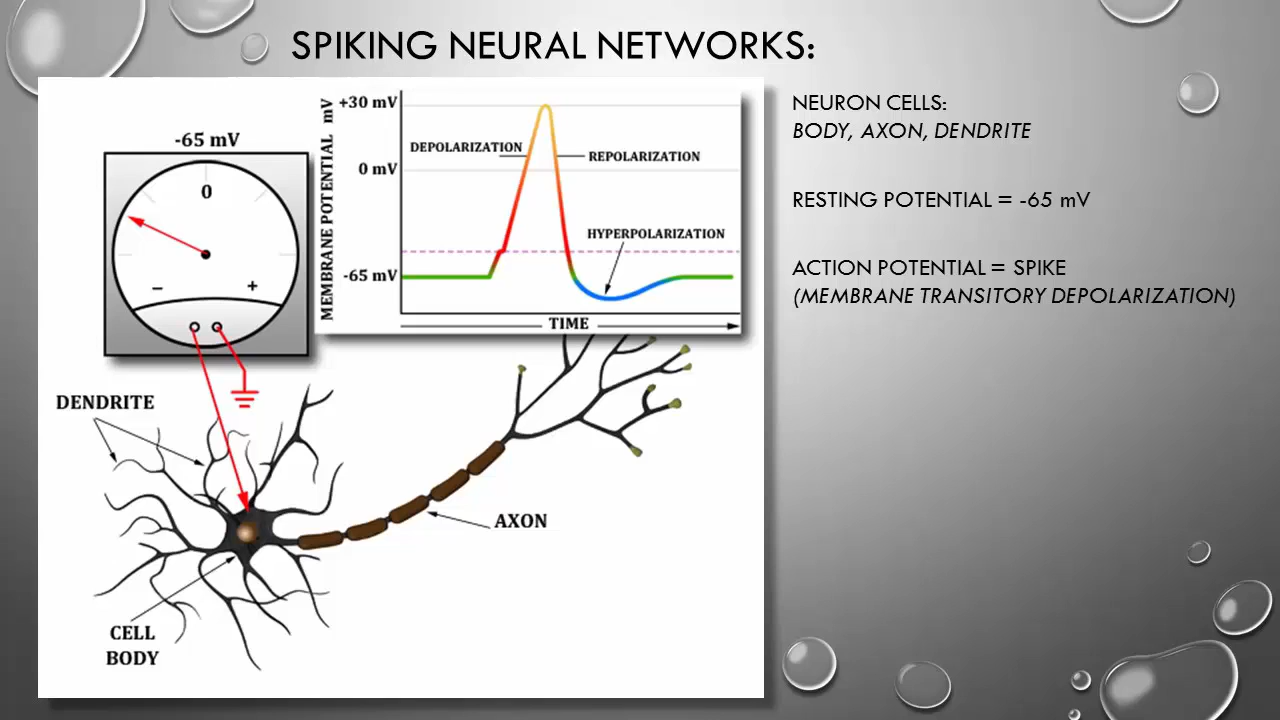 SPIKING NEURAL NETWORKS:
-65 mV
0
−
+
MEMBRANE POTENTIAL mV
+30 mV
0 mV
-65 mV
DEPOLARIZATION
REPOLARIZATION
HYPERPOLARIZATION
TIME
DENDRITE
AXON
CELL
BODY
NEURON CELLS:
BODY, AXON, DENDRITE
RESTING POTENTIAL = -65 mV
ACTION POTENTIAL = SPIKE
(MEMBRANE TRANSITORY DEPOLARIZATION)